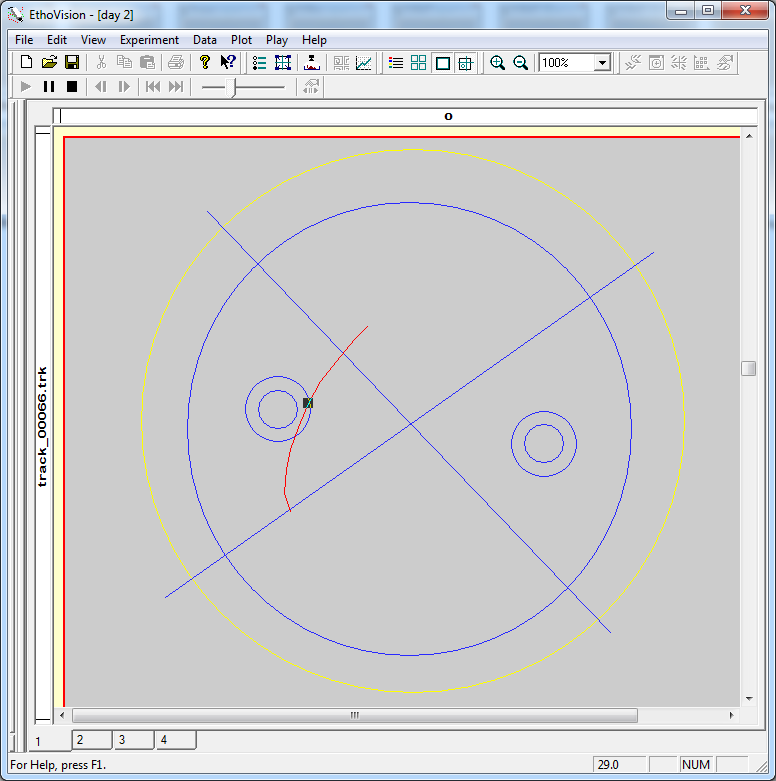 EthoVision - [day 2]
File Edit View Experiment Data Plot Play Help
100%
o
track_00066.trk
1 2 3 4
For Help, press F1. 29.0 NUM